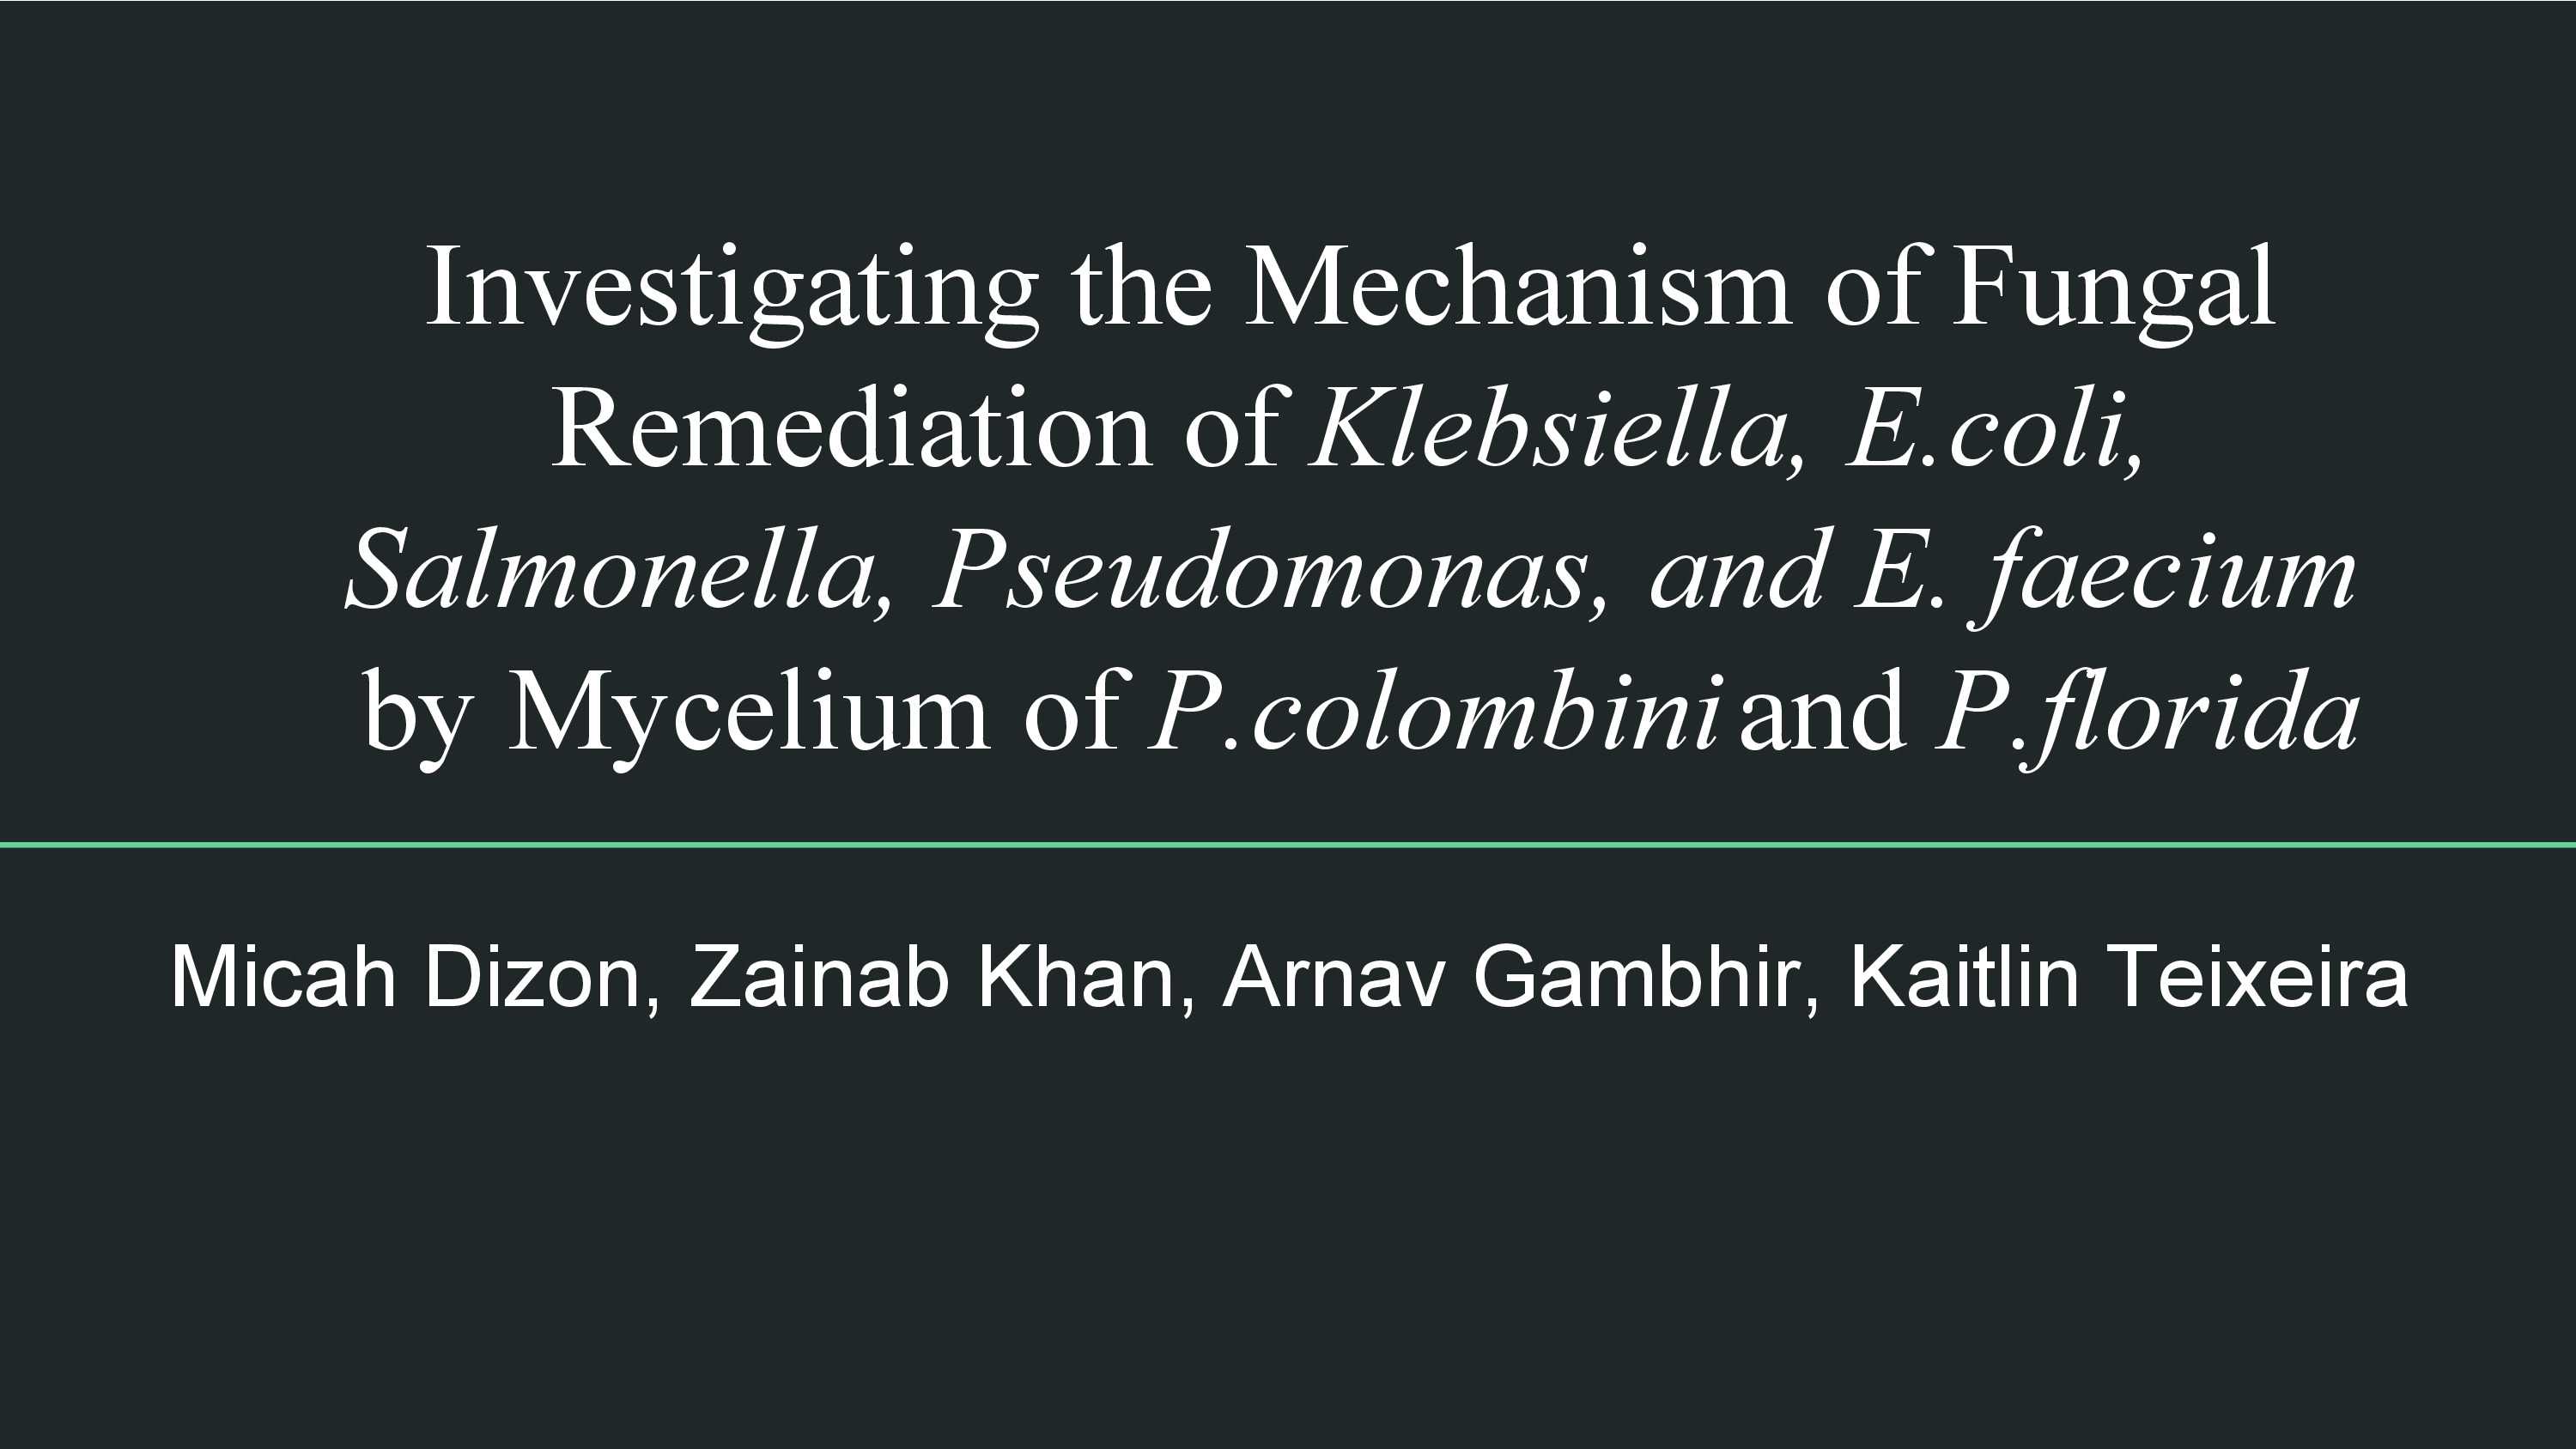 Investigating the Mechanism of Fungal
Remediation of Klebsiella, E.coli,
Salmonella, Pseudomonas, and E. faecium
by Mycelium of P.colombini and P.florida
Micah Dizon, Zainab Khan, Arnav Gambhir, Kaitlin Teixeira